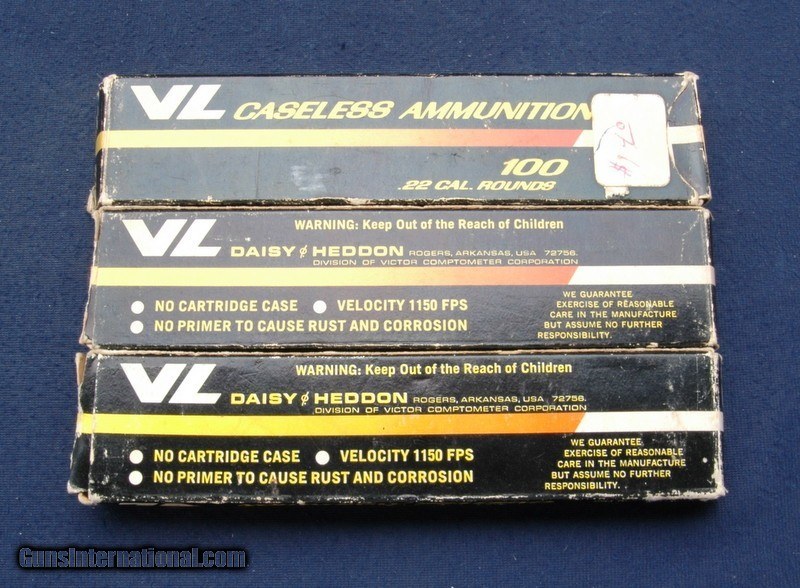 VL CASELESS AMMUNITION
100
.22 CAL. ROUNDS
WARNING: Keep Out of the Reach of Children
VL DAISY HEDDON ROGERS, ARKANSAS, USA 72756.
DIVISION OF VICTOR COMPTOMETER CORPORATION
NO CARTRIDGE CASE VELOCITY 1150 FPS
NO PRIMER TO CAUSE RUST AND CORROSION
WE GUARANTEE
EXERCISE OF REASONABLE
CARE IN THE MANUFACTURE
BUT ASSUME NO FURTHER
RESPONSIBILITY.
WARNING: Keep Out of the Reach of Children
VL DAISY HEDDON ROGERS, ARKANSAS, USA 72756.
DIVISION OF VICTOR COMPTOMETER CORPORATION
NO CARTRIDGE CASE VELOCITY 1150 FPS
NO PRIMER TO CAUSE RUST AND CORROSION
WE GUARANTEE
EXERCISE OF REASONABLE
CARE IN THE MANUFACTURE
BUT ASSUME NO FURTHER
RESPONSIBILITY.
GunsInternational.com